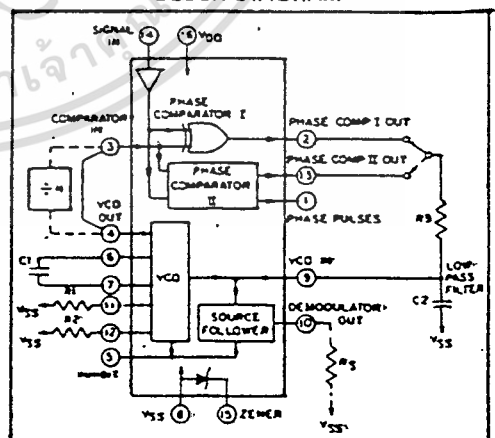 BLOCK DIAGRAM
SIGNAL IN
14
16
VDD
PHASE COMPARATOR I
COMPARATOR IN
3
2
PHASE COMP I OUT
13
PHASE COMP II OUT
PHASE COMPARATOR II
1
PHASE PULSES
÷ N
VCO OUT
4
R3
C1
6
7
VCO
VCO IN
9
LOW-PASS FILTER
C2
VSS
R1
11
VSS
R2
12
SOURCE FOLLOWER
DEMODULATOR OUT
10
RS
VSS
5
INHIBIT
VSS
8
15
ZENER